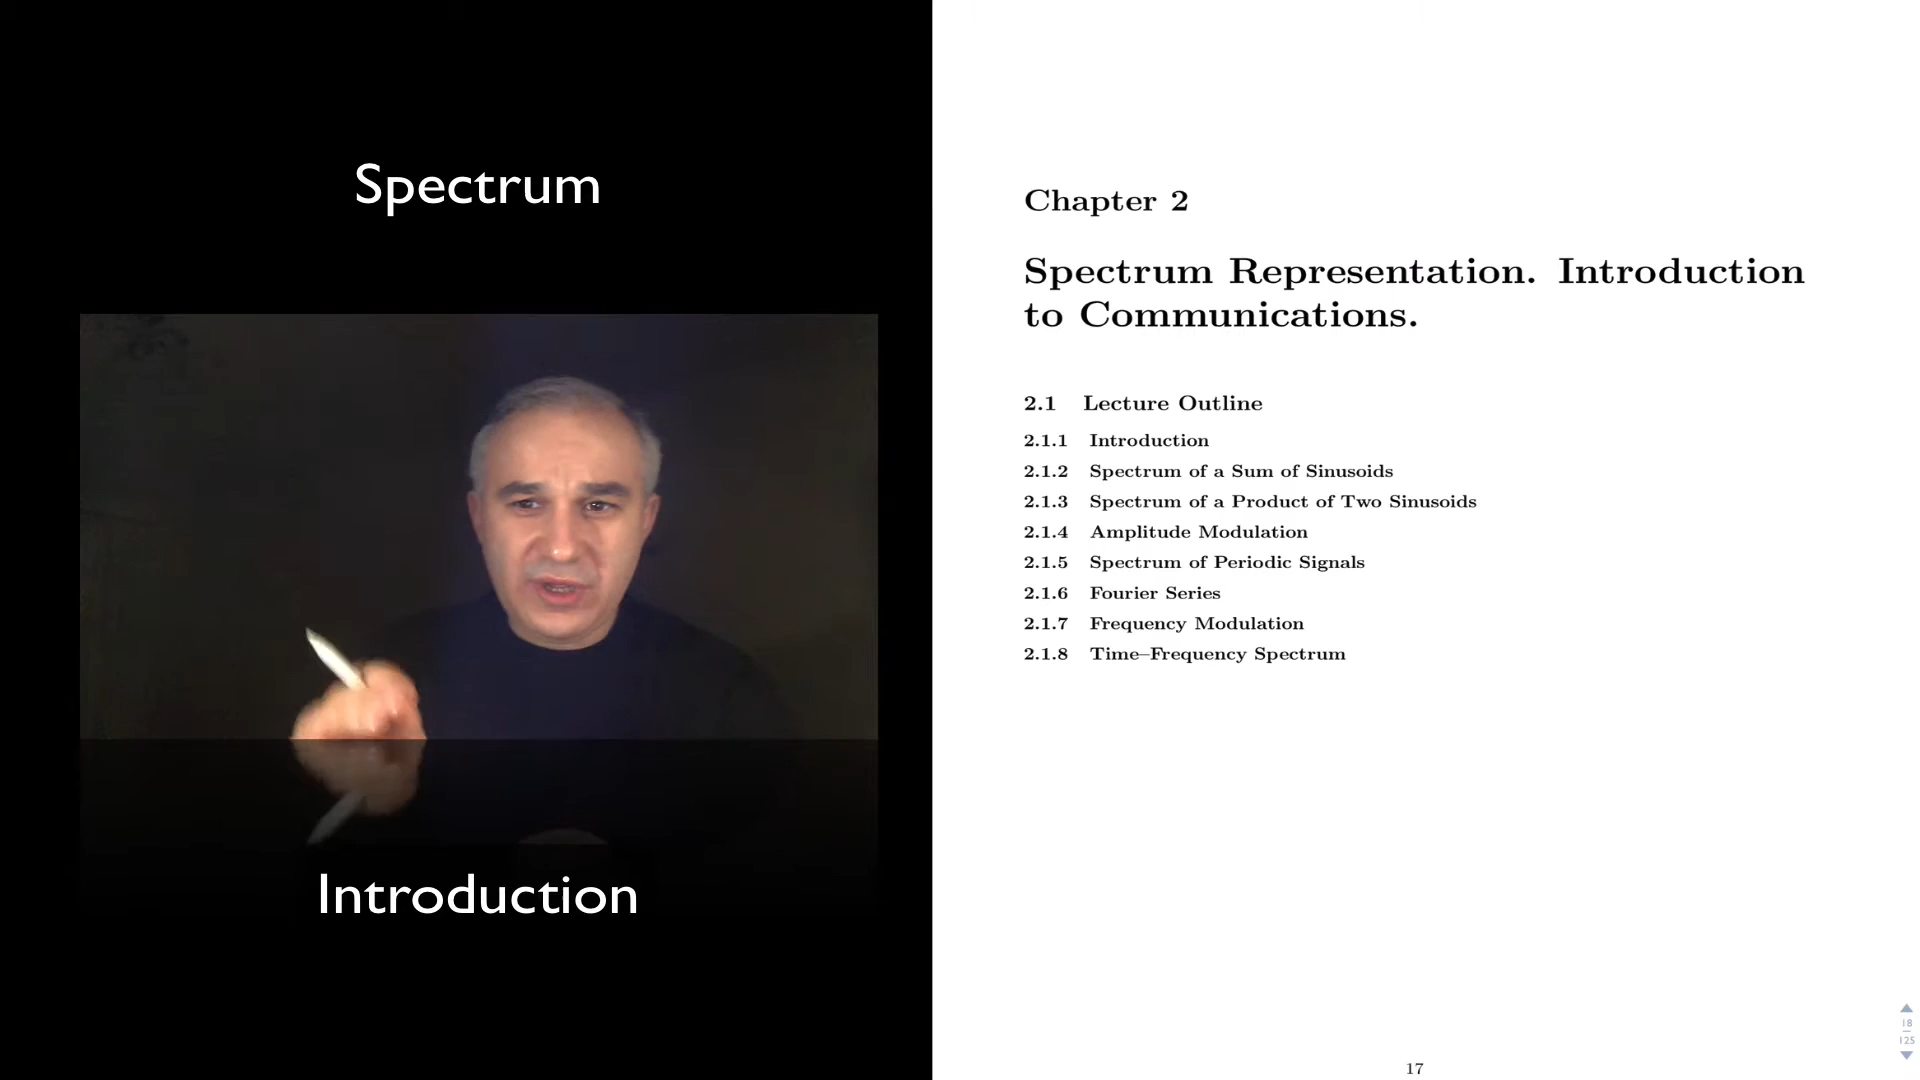 Spectrum
Introduction
Chapter 2
Spectrum Representation. Introduction
to Communications.
2.1 Lecture Outline
2.1.1 Introduction
2.1.2 Spectrum of a Sum of Sinusoids
2.1.3 Spectrum of a Product of Two Sinusoids
2.1.4 Amplitude Modulation
2.1.5 Spectrum of Periodic Signals
2.1.6 Fourier Series
2.1.7 Frequency Modulation
2.1.8 Time–Frequency Spectrum
17
18
125